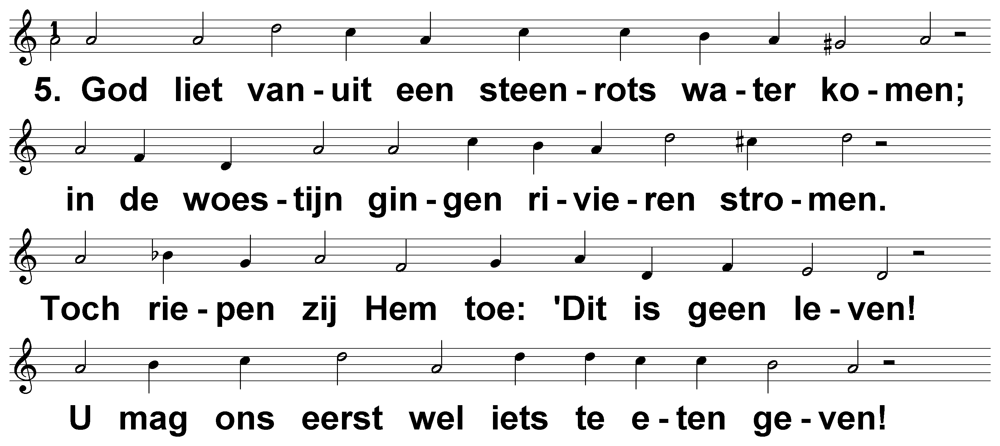 1
5. God liet van - uit een steen - rots wa - ter ko - men;
in de woes - tijn gin - gen ri - vie - ren stro - men.
Toch rie - pen zij Hem toe: 'Dit is geen le - ven!
U mag ons eerst wel iets te e - ten ge - ven!